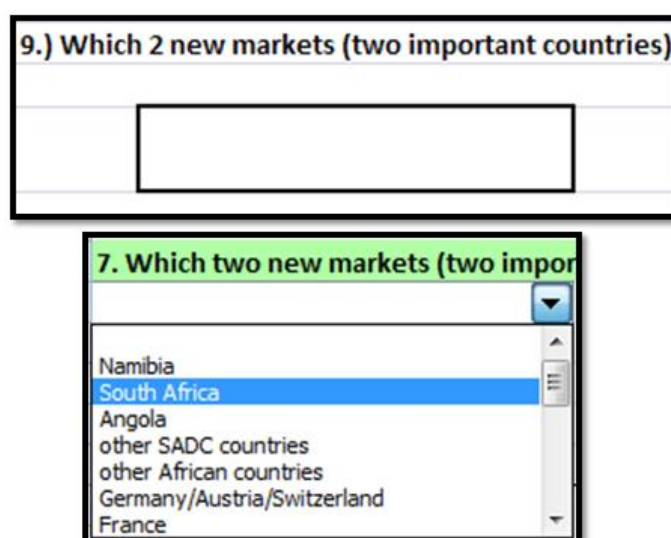 9.) Which 2 new markets (two important countries)
7. Which two new markets (two impor
Namibia
South Africa
Angola
other SADC countries
other African countries
Germany/Austria/Switzerland
France